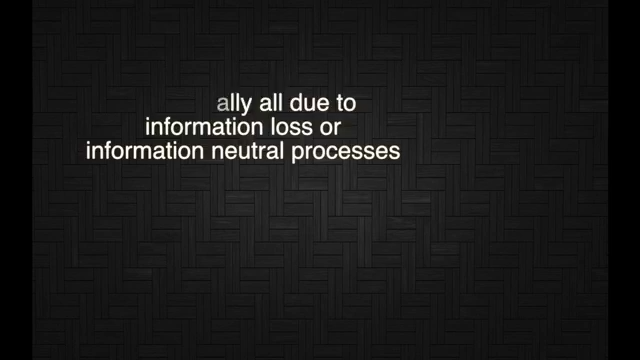 ally all due to
information loss or
information neutral processes